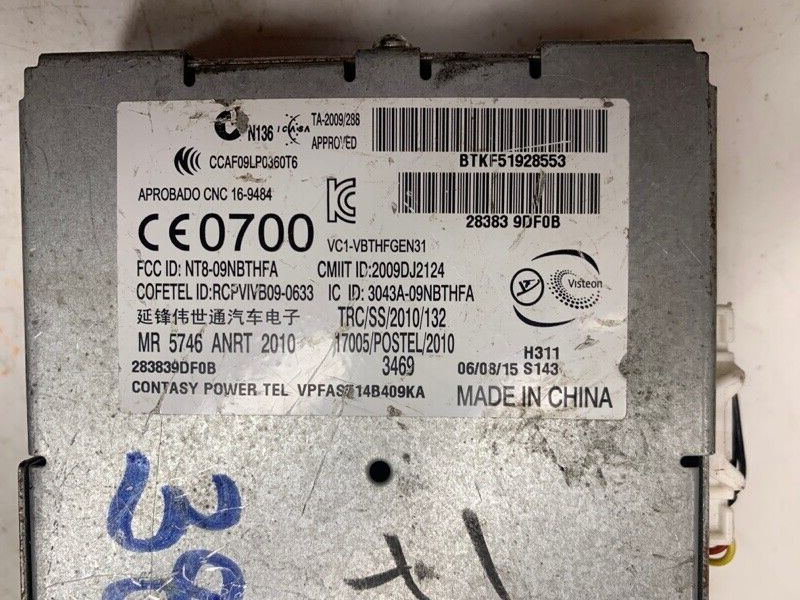 N136 ICASA TA-2009/288
APPROVED
BTKF51928553
CCAF09LP0360T6
APROBADO CNC 16-9484
28383 9DF0B
CE0700
VC1-VBTHFGEN31
FCC ID: NT8-09NBTHFA CMIIT ID:2009DJ2124
COFETEL ID:RCPVIVB09-0633 IC ID: 3043A-09NBTHFA
Visteon
延锋伟世通汽车电子 TRC/SS/2010/132
MR 5746 ANRT 2010 17005/POSTEL/2010
H311
283839DF0B 3469 06/08/15 S143
CONTASY POWER TEL 14B409KA
MADE IN CHINA